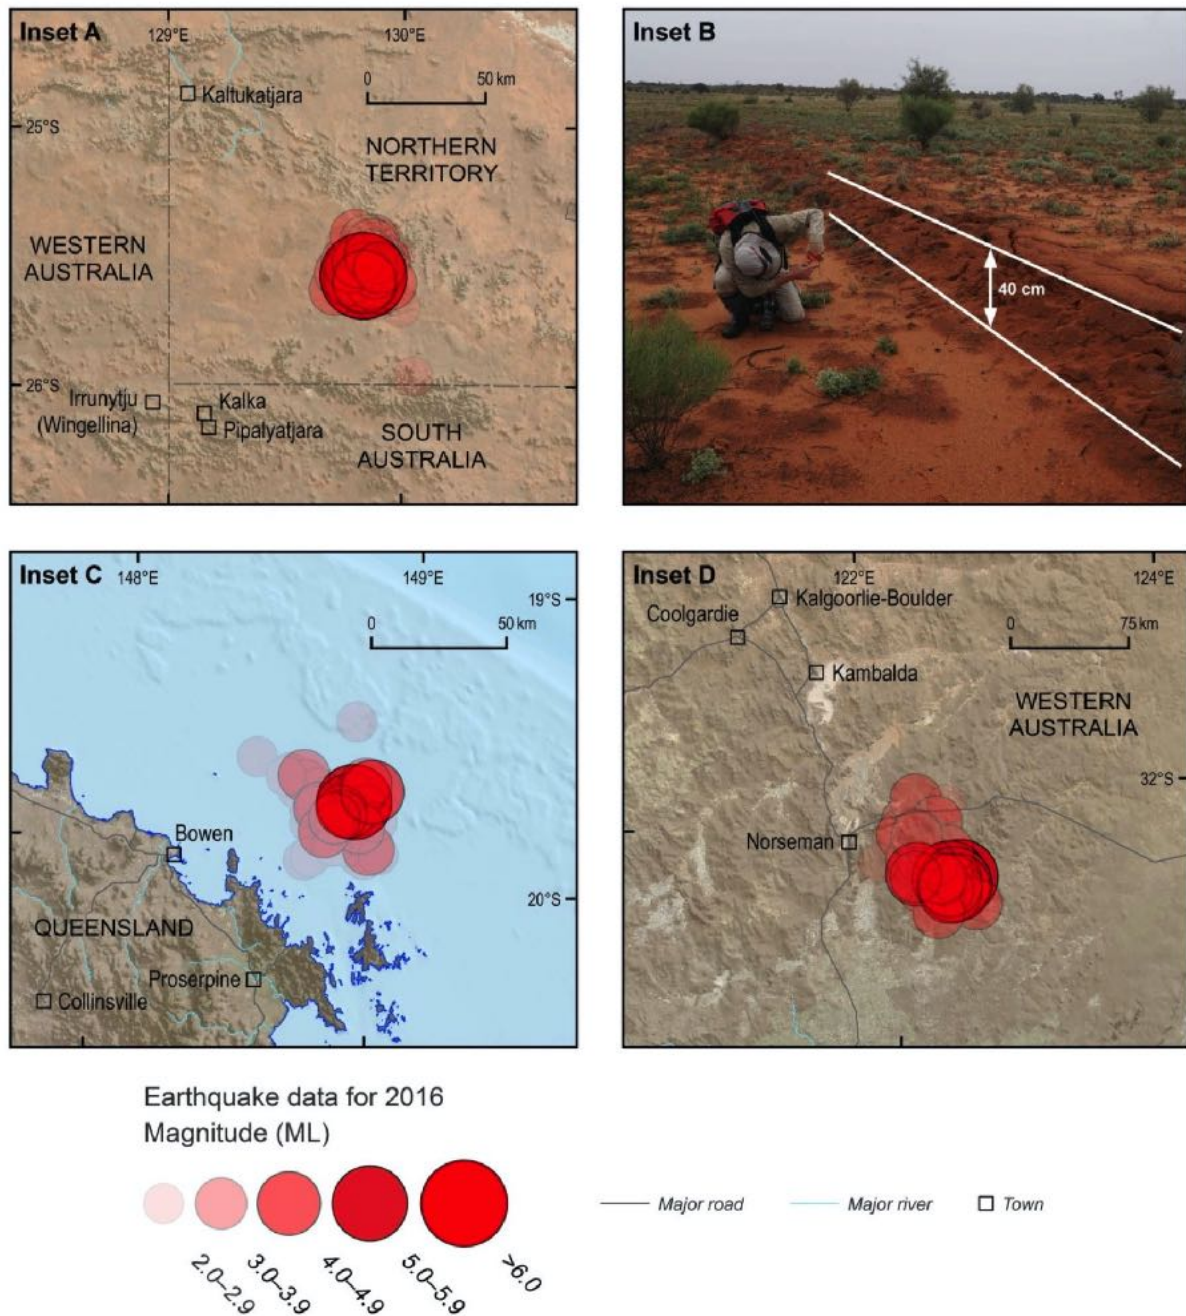 Inset A
129°E
130°E
0 50 km
Kaltukatjara
25°S
NORTHERN
TERRITORY
WESTERN
AUSTRALIA
26°S
Irrunytju
(Wingellina)
Kalka
Pipalyatjara
SOUTH
AUSTRALIA
Inset B
40 cm
Inset C
148°E
149°E
19°S
0 50 km
Bowen
20°S
QUEENSLAND
Proserpine
Collinsville
Inset D
122°E
124°E
Kalgoorlie-Boulder
Coolgardie
0 75 km
Kambalda
WESTERN
AUSTRALIA
32°S
Norseman
Earthquake data for 2016
Magnitude (ML)
2.0–2.9
3.0–3.9
4.0–4.9
5.0–5.9
>6.0
Major road
Major river
Town